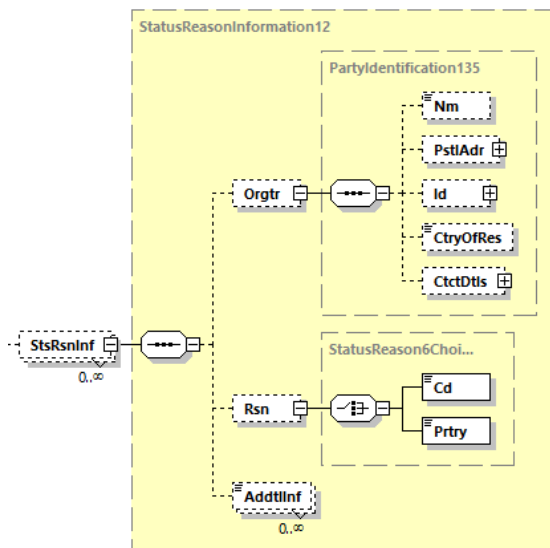 StatusReasonInformation12
PartyIdentification135
Nm
PstlAdr
Orgtr
Id
CtryOfRes
CtctDtls
StsRsnInf
0..∞
StatusReason6Choi...
Cd
Rsn
Prtry
AddtlInf
0..∞